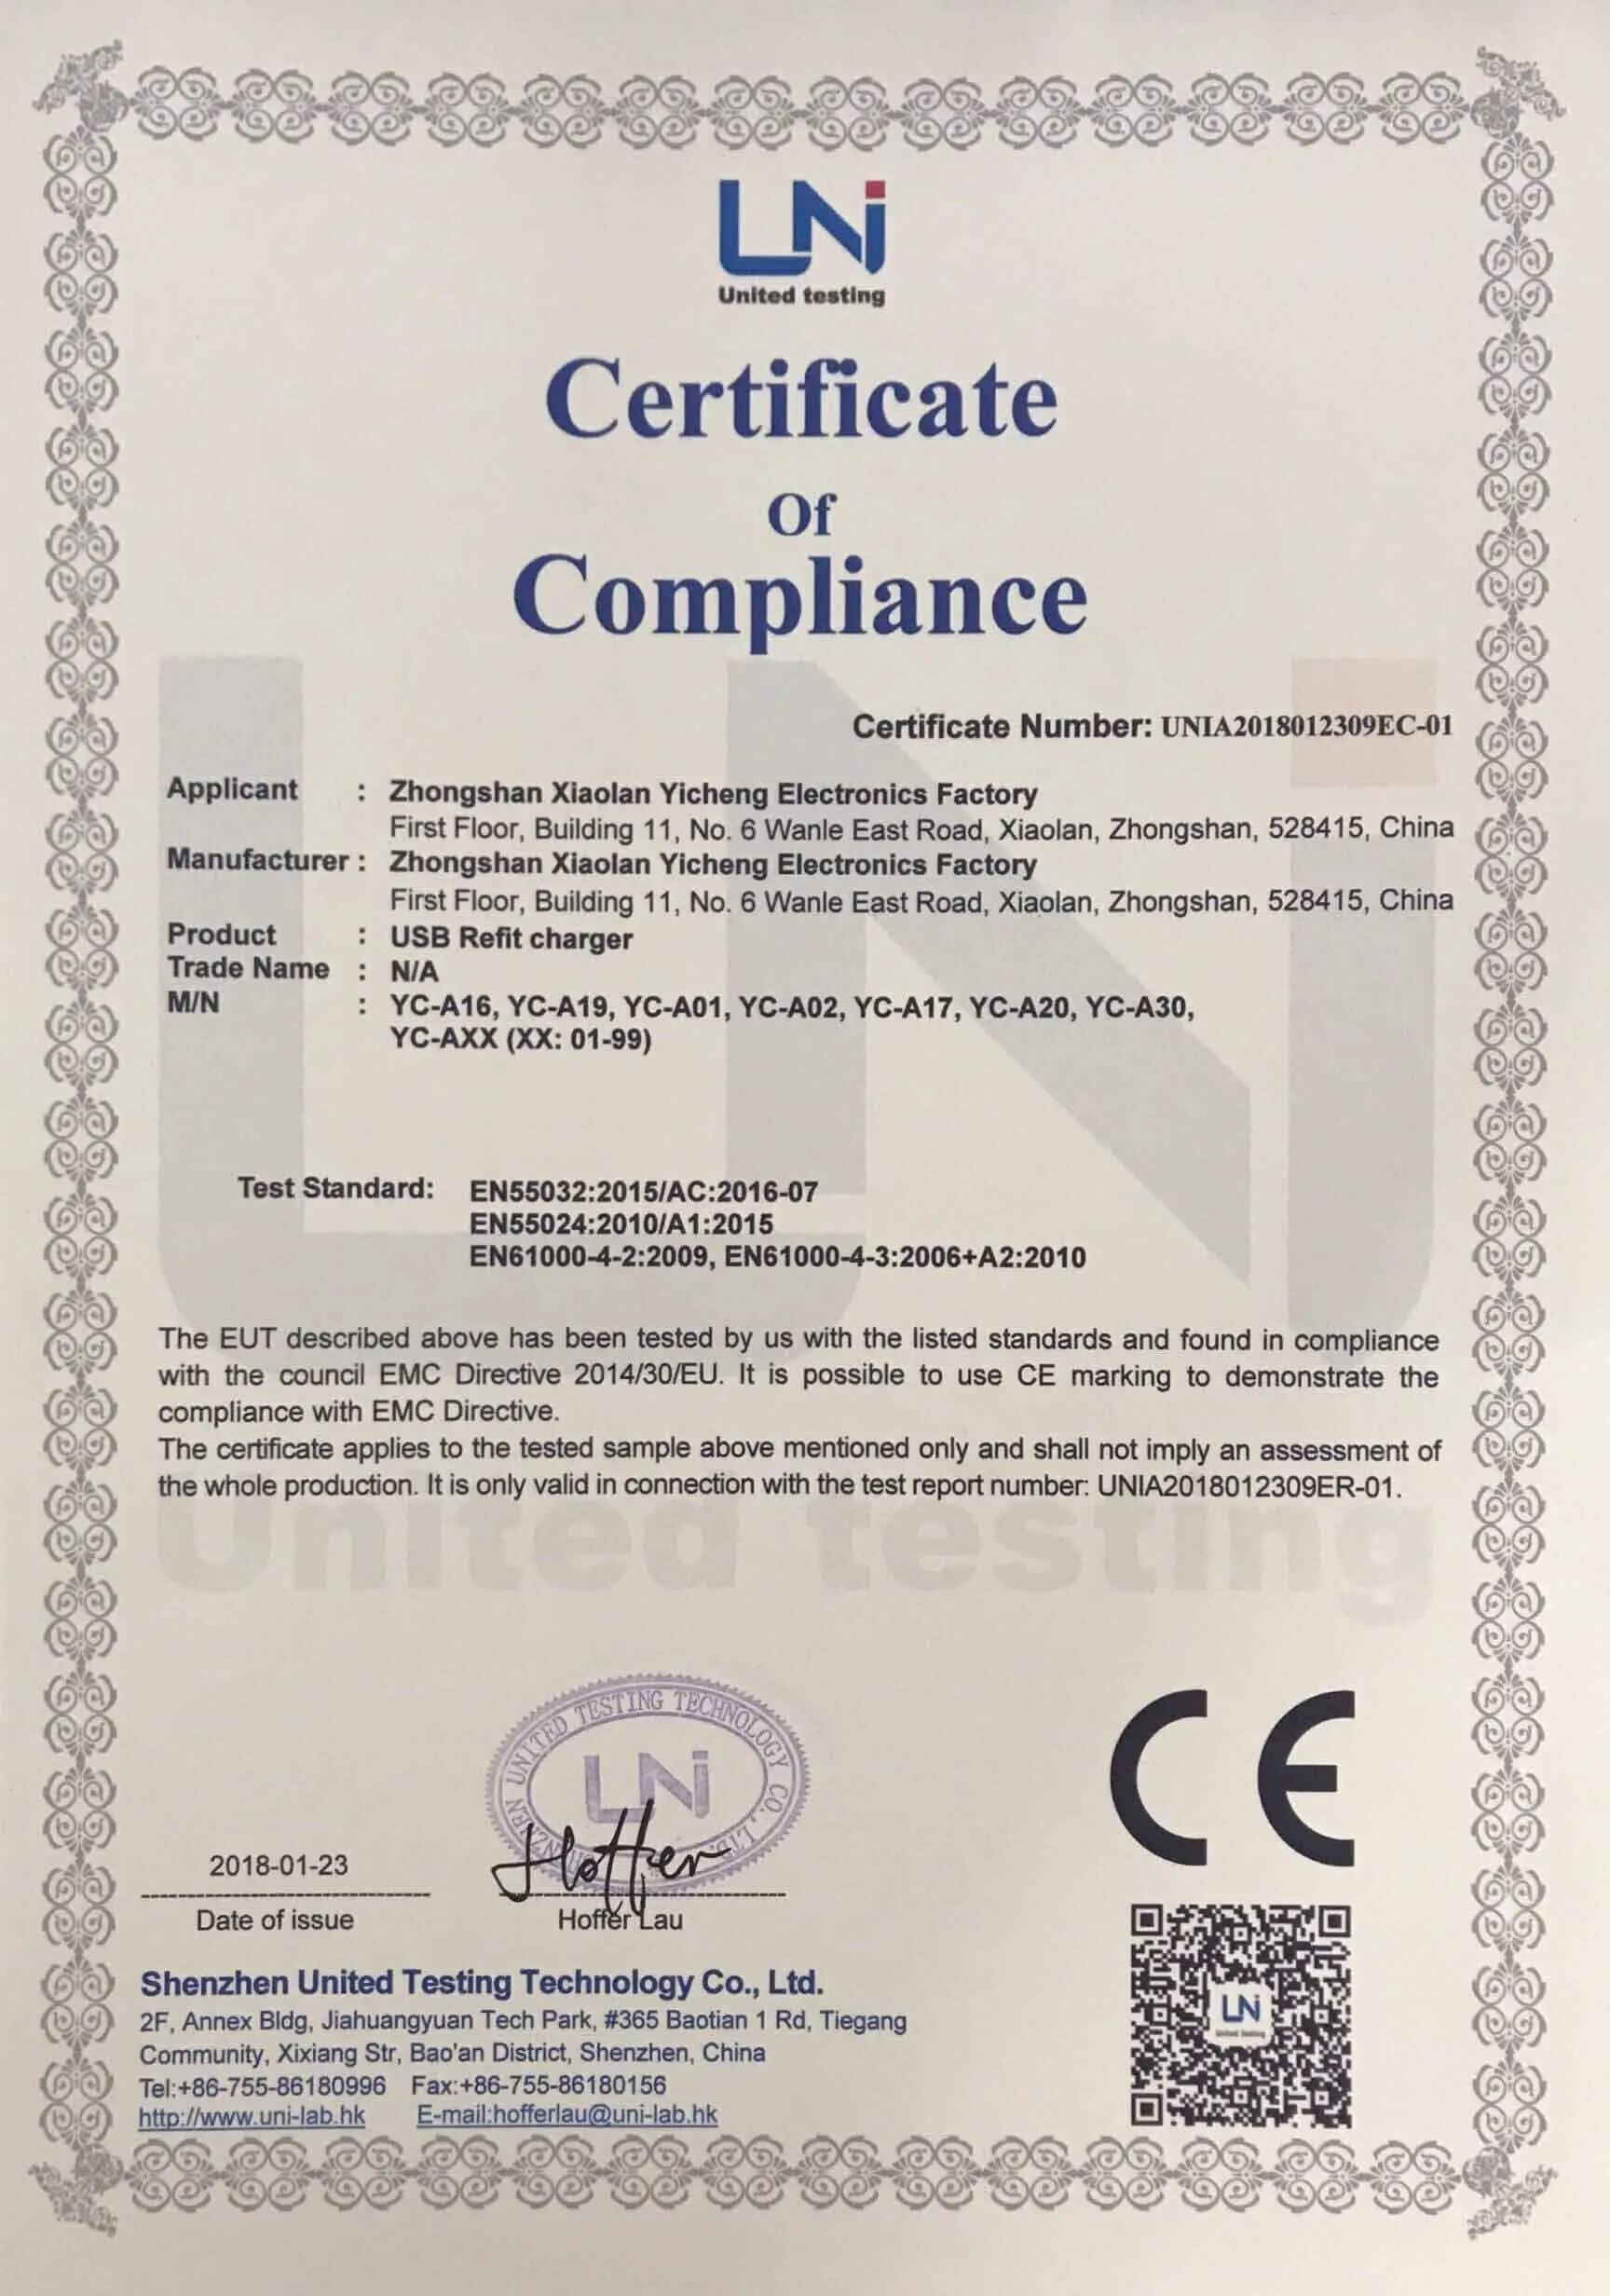 LNi
United testing
Certificate
Of
Compliance
Certificate Number: UNIA2018012309EC-01
Applicant : Zhongshan Xiaolan Yicheng Electronics Factory
First Floor, Building 11, No. 6 Wanle East Road, Xiaolan, Zhongshan, 528415, China
Manufacturer : Zhongshan Xiaolan Yicheng Electronics Factory
First Floor, Building 11, No. 6 Wanle East Road, Xiaolan, Zhongshan, 528415, China
Product : USB Refit charger
Trade Name : N/A
M/N : YC-A16, YC-A19, YC-A01, YC-A02, YC-A17, YC-A20, YC-A30,
YC-AXX (XX: 01-99)
Test Standard: EN55032:2015/AC:2016-07
EN55024:2010/A1:2015
EN61000-4-2:2009, EN61000-4-3:2006+A2:2010
The EUT described above has been tested by us with the listed standards and found in compliance
with the council EMC Directive 2014/30/EU. It is possible to use CE marking to demonstrate the
compliance with EMC Directive.
The certificate applies to the tested sample above mentioned only and shall not imply an assessment of
the whole production. It is only valid in connection with the test report number: UNIA2018012309ER-01.
United testing
SHENZHEN UNITED TESTING TECHNOLOGY CO., LTD.
LNi
CE
Hoffer
2018-01-23
Date of issue Hoffer Lau
Shenzhen United Testing Technology Co., Ltd.
2F, Annex Bldg, Jiahuangyuan Tech Park, #365 Baotian 1 Rd, Tiegang
Community, Xixiang Str, Bao'an District, Shenzhen, China
Tel:+86-755-86180996 Fax:+86-755-86180156
http://www.uni-lab.hk E-mail:hofferlau@uni-lab.hk
LNi
United testing